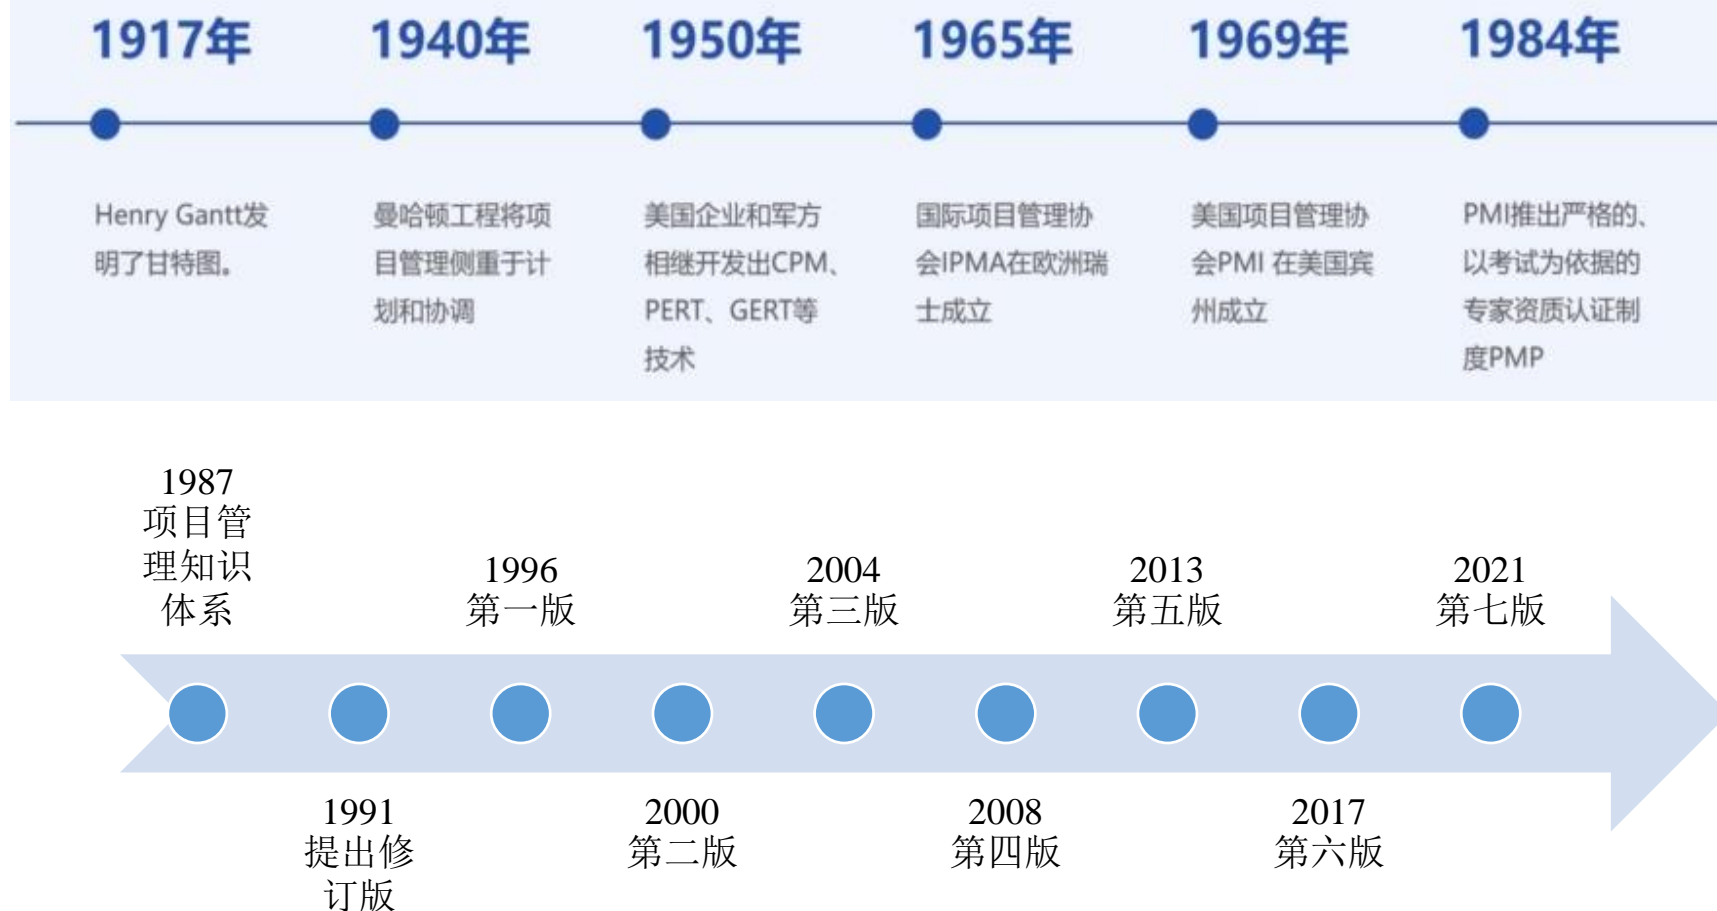 1917年
1940年
1950年
1965年
1969年
1984年
Henry Gantt发
明了甘特图。
曼哈顿工程将项
目管理侧重于计
划和协调
美国企业和军方
相继开发出CPM、
PERT、GERT等
技术
国际项目管理协
会IPMA在欧洲瑞
士成立
美国项目管理协
会PMI 在美国宾
州成立
PMI推出严格的、
以考试为依据的
专家资质认证制
度PMP
1987
项目管
理知识
体系
1991
提出修
订版
1996
第一版
2000
第二版
2004
第三版
2008
第四版
2013
第五版
2017
第六版
2021
第七版